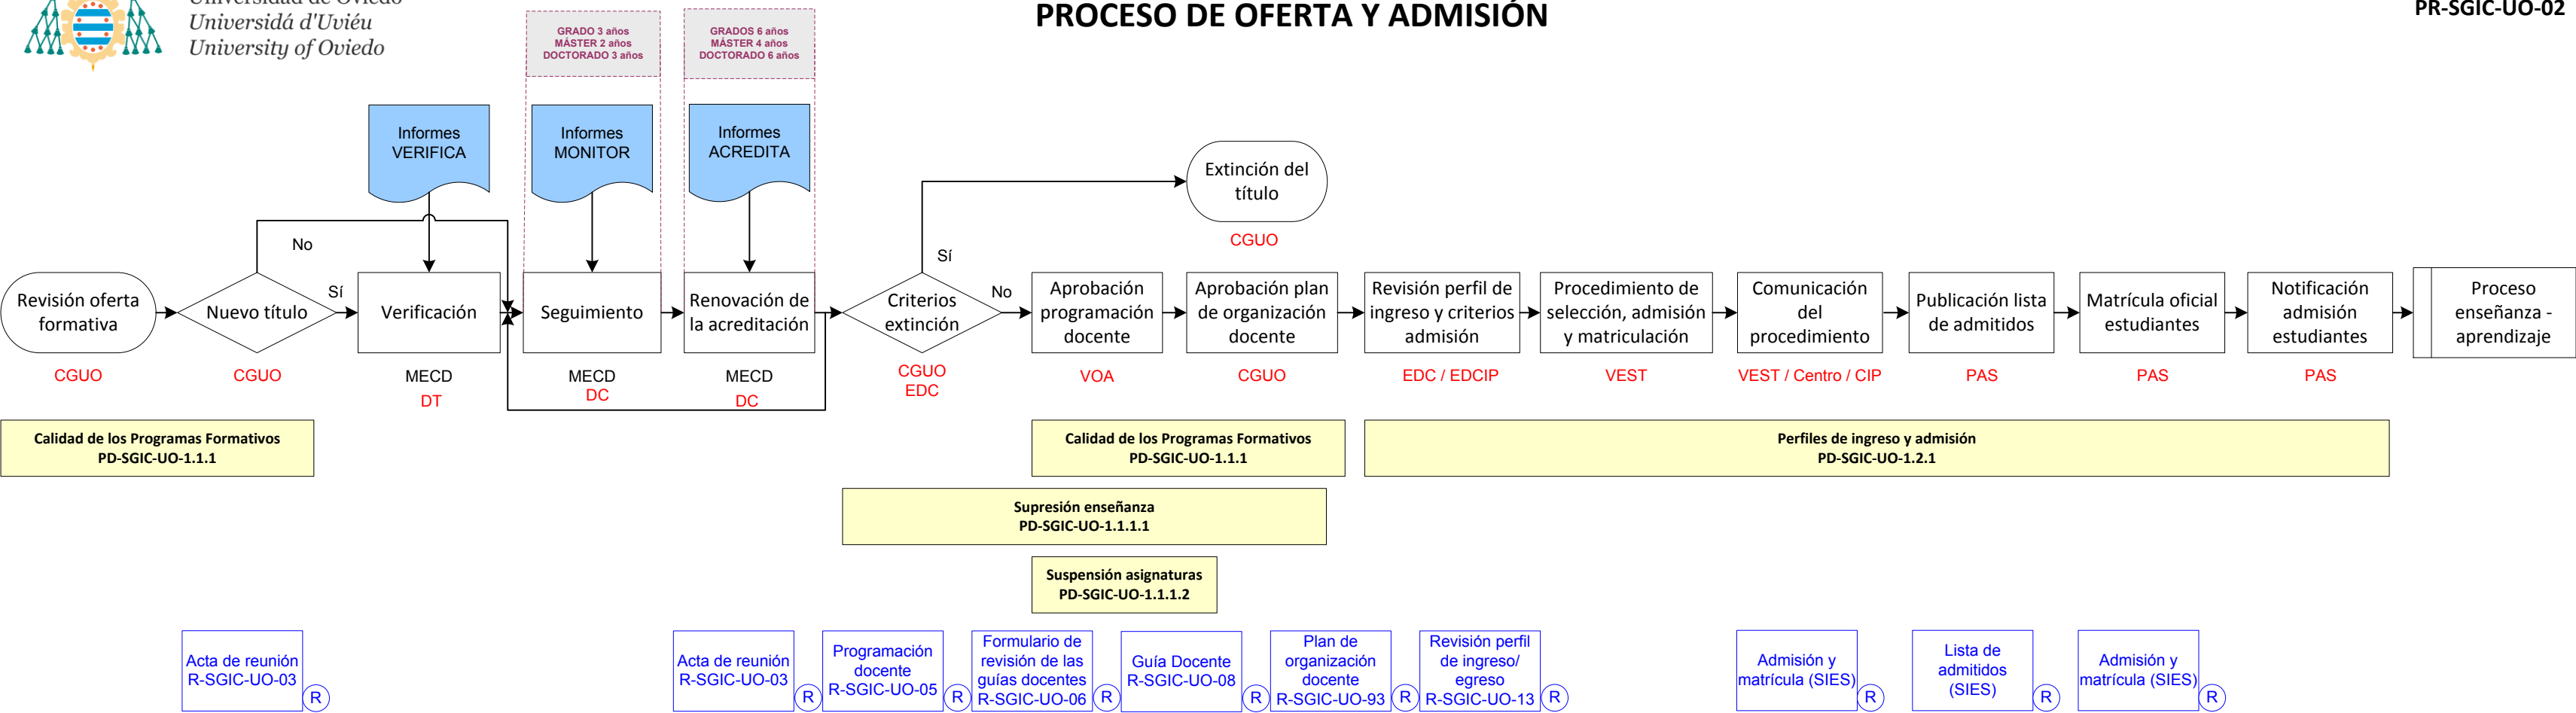 Universidad de Oviedo
Universidá d'Uviéu
University of Oviedo
PROCESO DE OFERTA Y ADMISIÓN
PR-SGIC-UO-02
GRADO 3 años
MÁSTER 2 años
DOCTORADO 3 años
GRADOS 6 años
MÁSTER 4 años
DOCTORADO 6 años
Informes
VERIFICA
Informes
MONITOR
Informes
ACREDITA
Extinción del
título
CGUO
No
Sí
Sí
No
Revisión oferta
formativa
CGUO
Nuevo título
CGUO
Verificación
MECD
DT
Seguimiento
MECD
DC
Renovación de
la acreditación
MECD
DC
Criterios
extinción
CGUO
EDC
Aprobación
programación
docente
VOA
Aprobación plan
de organización
docente
CGUO
Revisión perfil de
ingreso y criterios
admisión
EDC / EDCIP
Procedimiento de
selección, admisión
y matriculación
VEST
Comunicación
del
procedimiento
VEST / Centro / CIP
Publicación lista
de admitidos
PAS
Matrícula oficial
estudiantes
PAS
Notificación
admisión
estudiantes
PAS
Proceso
enseñanza -
aprendizaje
Calidad de los Programas Formativos
PD-SGIC-UO-1.1.1
Calidad de los Programas Formativos
PD-SGIC-UO-1.1.1
Perfiles de ingreso y admisión
PD-SGIC-UO-1.2.1
Supresión enseñanza
PD-SGIC-UO-1.1.1.1
Suspensión asignaturas
PD-SGIC-UO-1.1.1.2
Acta de reunión
R-SGIC-UO-03
R
Acta de reunión
R-SGIC-UO-03
R
Programación
docente
R-SGIC-UO-05
R
Formulario de
revisión de las
guías docentes
R-SGIC-UO-06
R
Guía Docente
R-SGIC-UO-08
R
Plan de
organización
docente
R-SGIC-UO-93
R
Revisión perfil
de ingreso/
egreso
R-SGIC-UO-13
R
Admisión y
matrícula (SIES)
R
Lista de
admitidos
(SIES)
R
Admisión y
matrícula (SIES)
R